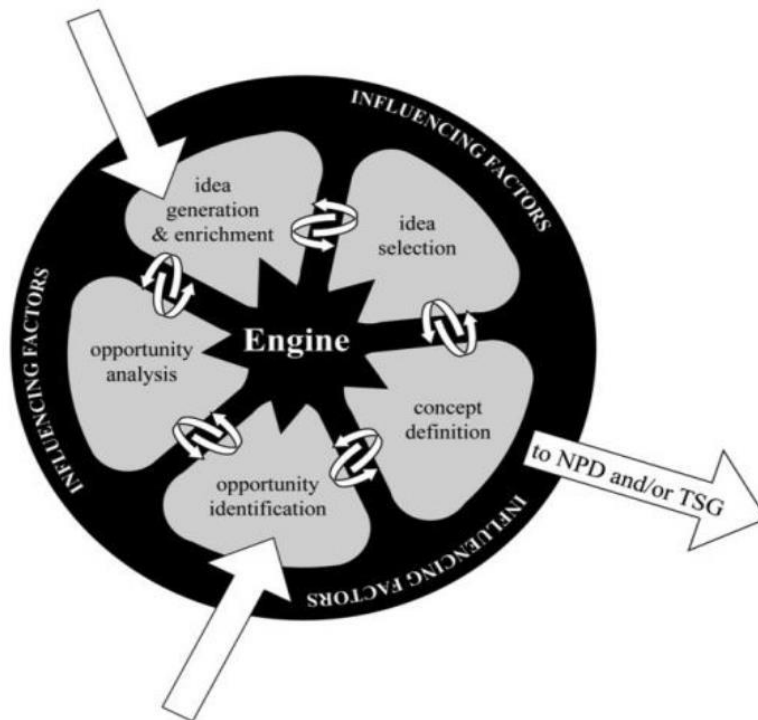 INFLUENCING FACTORS
idea
generation
& enrichment
idea
selection
INFLUENCING FACTORS
Engine
opportunity
analysis
concept
definition
to NPD and/or TSG
opportunity
identification
INFLUENCING FACTORS